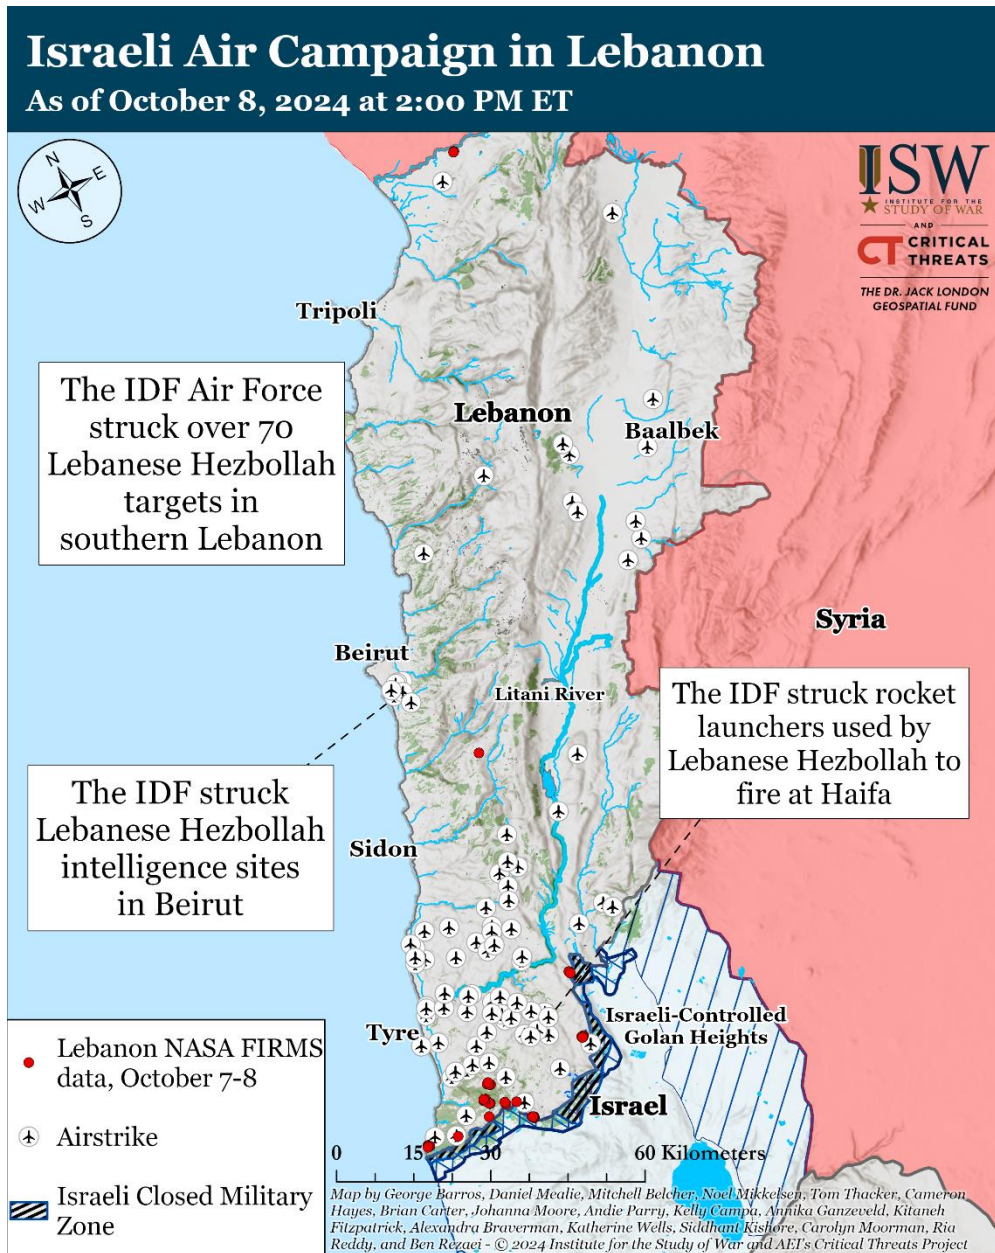 Israeli Air Campaign in Lebanon
As of October 8, 2024 at 2:00 PM ET
N
E
W
S
ISW
INSTITUTE FOR THE
STUDY OF WAR
AND
CT CRITICAL
THREATS
THE DR. JACK LONDON
GEOSPATIAL FUND
Tripoli
The IDF Air Force
struck over 70
Lebanese Hezbollah
targets in
southern Lebanon
Lebanon
Baalbek
Syria
Beirut
Litani River
The IDF struck rocket
launchers used by
Lebanese Hezbollah to
fire at Haifa
The IDF struck
Lebanese Hezbollah
intelligence sites
in Beirut
Sidon
Tyre
Israeli-Controlled
Golan Heights
Israel
Lebanon NASA FIRMS
data, October 7-8
Airstrike
Israeli Closed Military
Zone
0 15 30 60 Kilometers
Map by George Barros, Daniel Mealie, Mitchell Belcher, Noel Mikkelsen, Tom Thacker, Cameron
Hayes, Brian Carter, Johanna Moore, Andie Parry, Kelly Campa, Annika Ganzeveld, Kitaneh
Fitzpatrick, Alexandra Braverman, Katherine Wells, Siddhant Kishore, Carolyn Moorman, Ria
Reddy, and Ben Rezaei - © 2024 Institute for the Study of War and AEI's Critical Threats Project